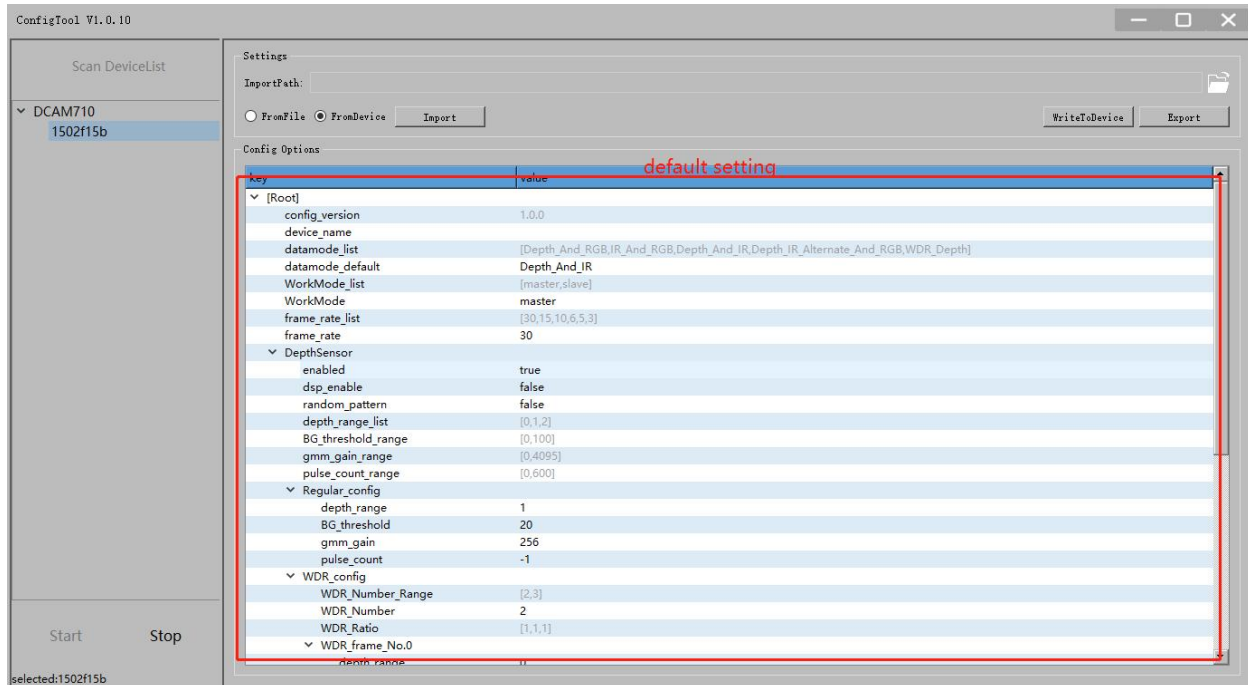 ConfigTool V1.0.10
Scan DeviceList
DCAM710
1502f15b
Start Stop
selected:1502f15b
Settings
ImportPath:
FromFile FromDevice Import WriteToDevice Export
Config Options
default setting
key value
[Root]
config_version 1.0.0
device_name
datamode_list [Depth_And_RGB,IR_And_RGB,Depth_And_IR,Depth_IR_Alternate_And_RGB,WDR_Depth]
datamode_default Depth_And_IR
WorkMode_list [master,slave]
WorkMode master
frame_rate_list [30,15,10,6,5,3]
frame_rate 30
DepthSensor
enabled true
dsp_enable false
random_pattern false
depth_range_list [0,1,2]
BG_threshold_range [0,100]
gmm_gain_range [0,4095]
pulse_count_range [0,600]
Regular_config
depth_range 1
BG_threshold 20
gmm_gain 256
pulse_count -1
WDR_config
WDR_Number_Range [2,3]
WDR_Number 2
WDR_Ratio [1,1,1]
WDR_frame_No.0
depth_range 0